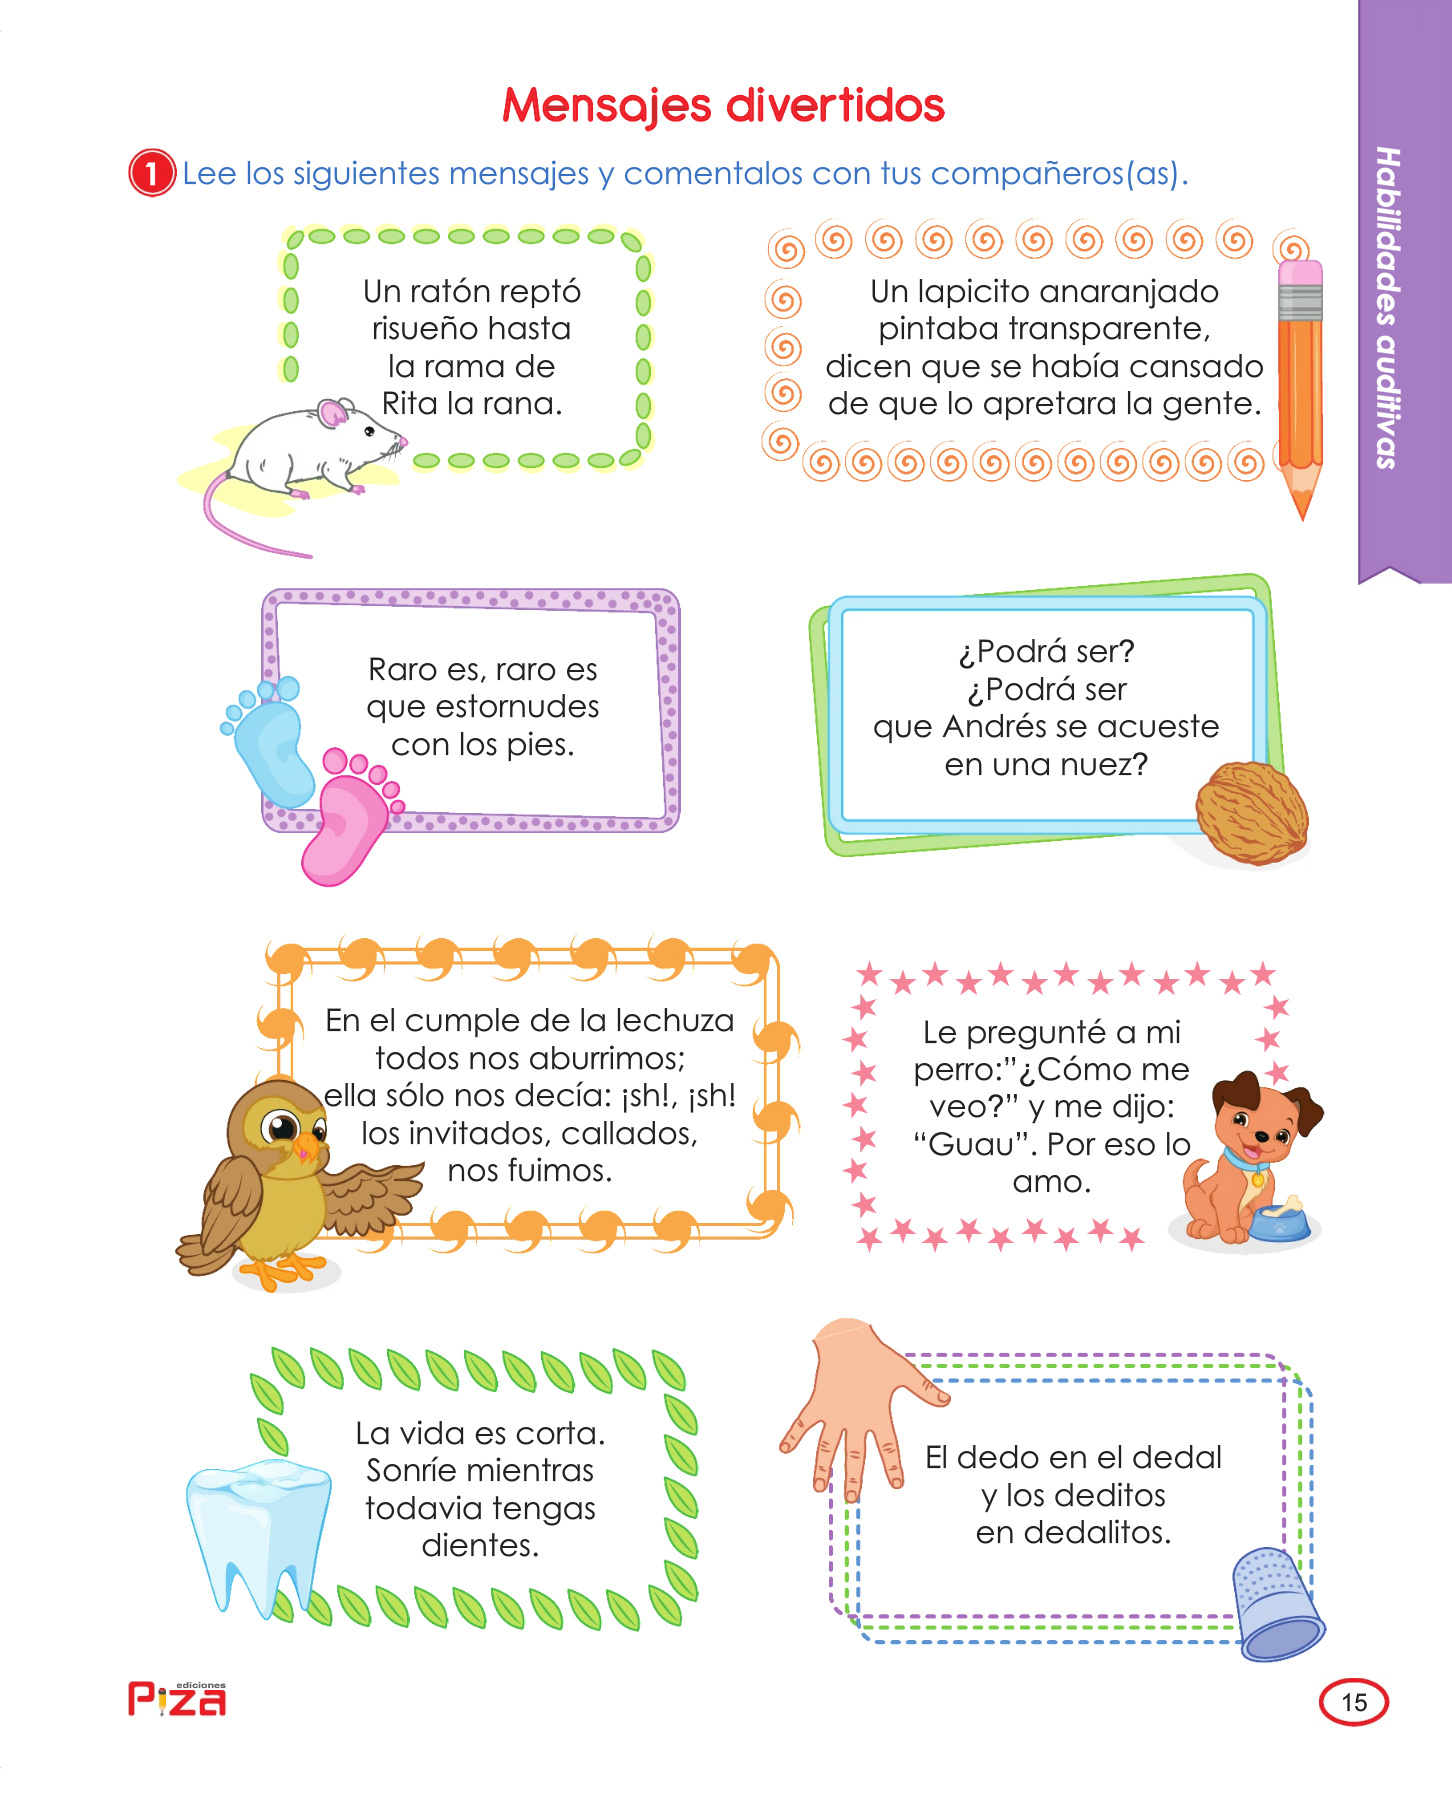 Mensajes divertidos
1 Lee los siguientes mensajes y comentalos con tus compañeros(as).
Habilidades auditivas
Un ratón reptó
risueño hasta
la rama de
Rita la rana.
Un lapicito anaranjado
pintaba transparente,
dicen que se había cansado
de que lo apretara la gente.
Raro es, raro es
que estornudes
con los pies.
¿Podrá ser?
¿Podrá ser
que Andrés se acueste
en una nuez?
En el cumple de la lechuza
todos nos aburrimos;
ella sólo nos decía: ¡sh!, ¡sh!
los invitados, callados,
nos fuimos.
Le pregunté a mi
perro:”¿Cómo me
veo?” y me dijo:
“Guau”. Por eso lo
amo.
La vida es corta.
Sonríe mientras
todavia tengas
dientes.
El dedo en el dedal
y los deditos
en dedalitos.
ediciones
Piza
15